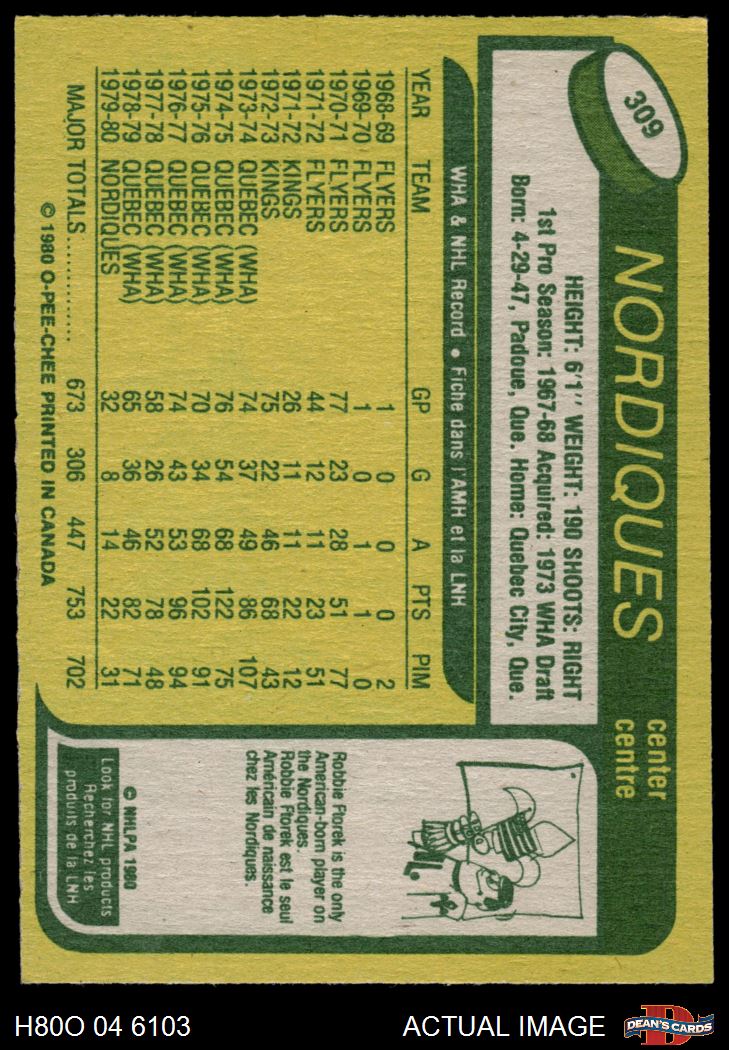 309
NORDIQUES
center
centre
HEIGHT: 6'1" WEIGHT: 190 SHOOTS: RIGHT
1st Pro Season: 1967-68 Acquired: 1973 WHA Draft
Born: 4-29-47, Padoue, Que. Home: Quebec City, Que.
WHA & NHL Record • Fiche dans l'AMH et la LNH
YEAR TEAM GP G A PTS PIM
1968-69 FLYERS 1 0 0 0 2
1969-70 FLYERS 1 0 1 1 0
1970-71 FLYERS 77 23 28 51 77
1971-72 FLYERS 44 12 11 23 51
1971-72 KINGS 26 11 11 22 12
1972-73 KINGS 75 22 46 68 43
1973-74 QUEBEC (WHA) 74 37 49 86 107
1974-75 QUEBEC (WHA) 76 54 68 122 75
1975-76 QUEBEC (WHA) 70 34 68 102 91
1976-77 QUEBEC (WHA) 74 43 53 96 94
1977-78 QUEBEC (WHA) 58 26 52 78 48
1978-79 QUEBEC (WHA) 65 36 46 82 71
1979-80 NORDIQUES 32 8 14 22 31
MAJOR TOTALS............. 673 306 447 753 702
© 1980 O-PEE-CHEE PRINTED IN CANADA
Robbie Ftorek is the only
American-born player on
the Nordiques.
Robbie Ftorek est le seul
Américain de naissance
chez les Nordiques.
© NHLPA 1980
Look for NHL products
Recherchez les
produits de la LNH
H80O 04 6103
ACTUAL IMAGE
DEAN'S CARDS